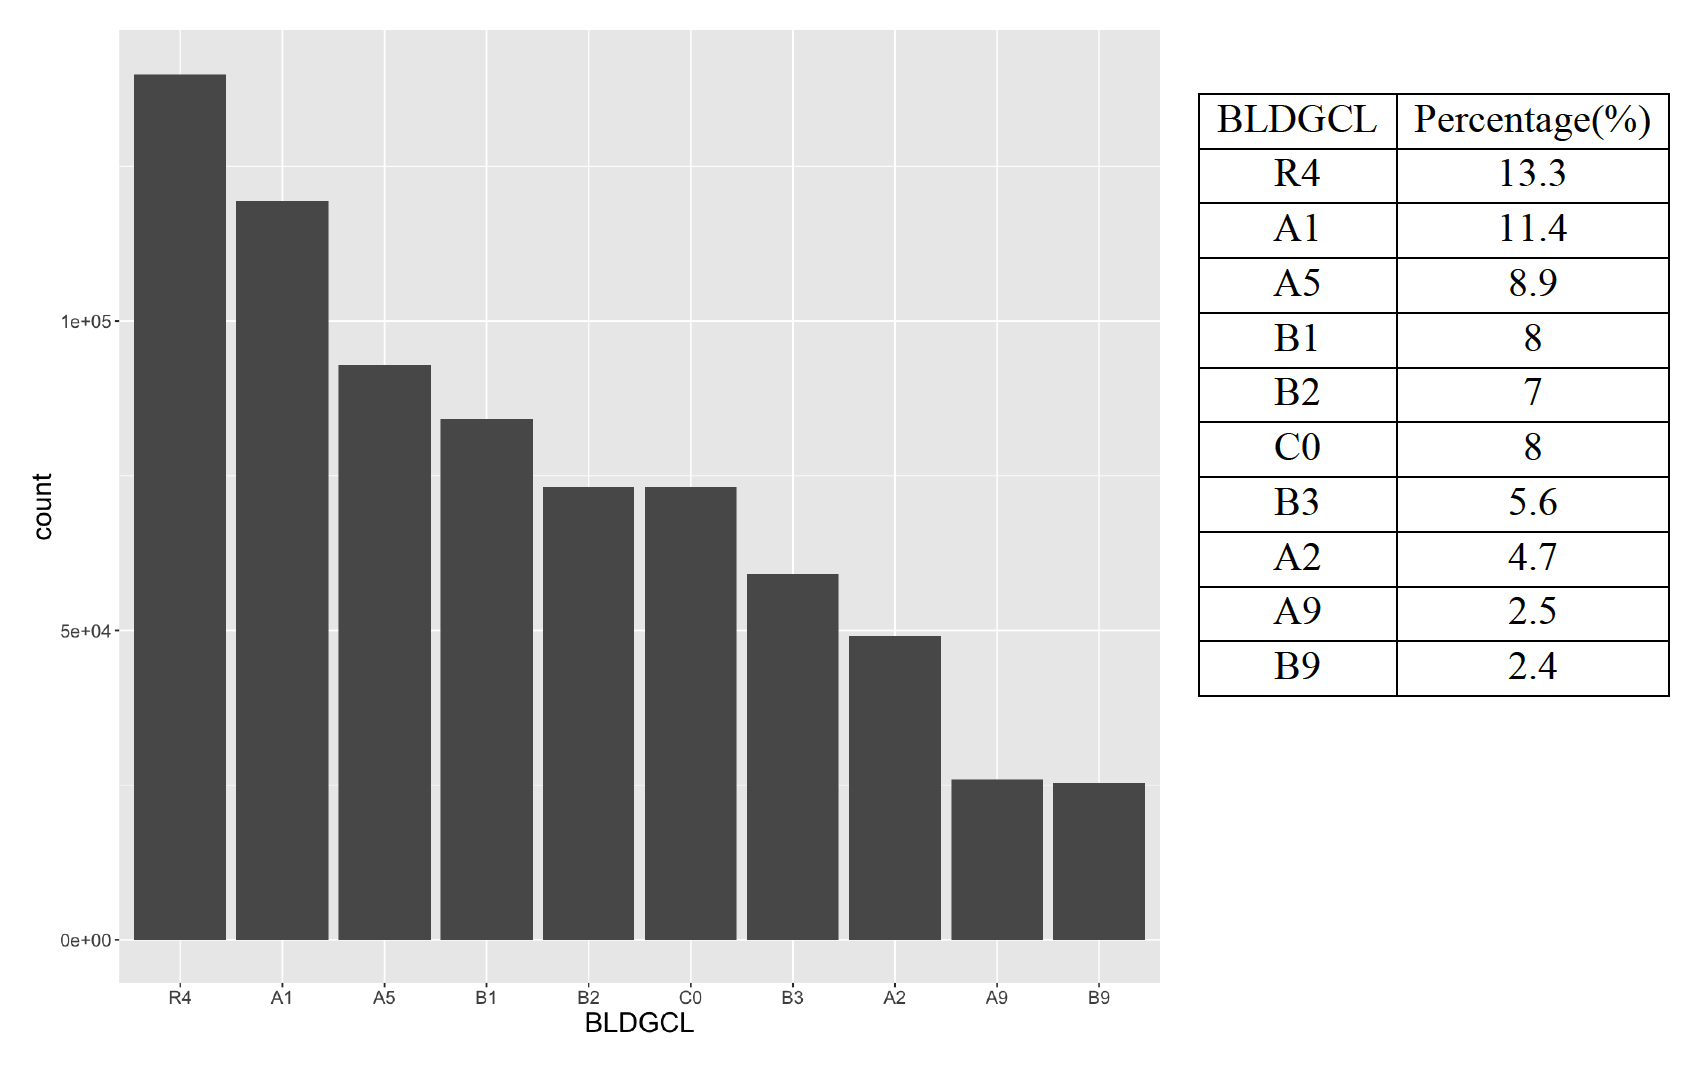 count
1e+05
5e+04
0e+00
R4 A1 A5 B1 B2 C0 B3 A2 A9 B9
BLDGCL
BLDGCL Percentage(%)
R4 13.3
A1 11.4
A5 8.9
B1 8
B2 7
C0 8
B3 5.6
A2 4.7
A9 2.5
B9 2.4